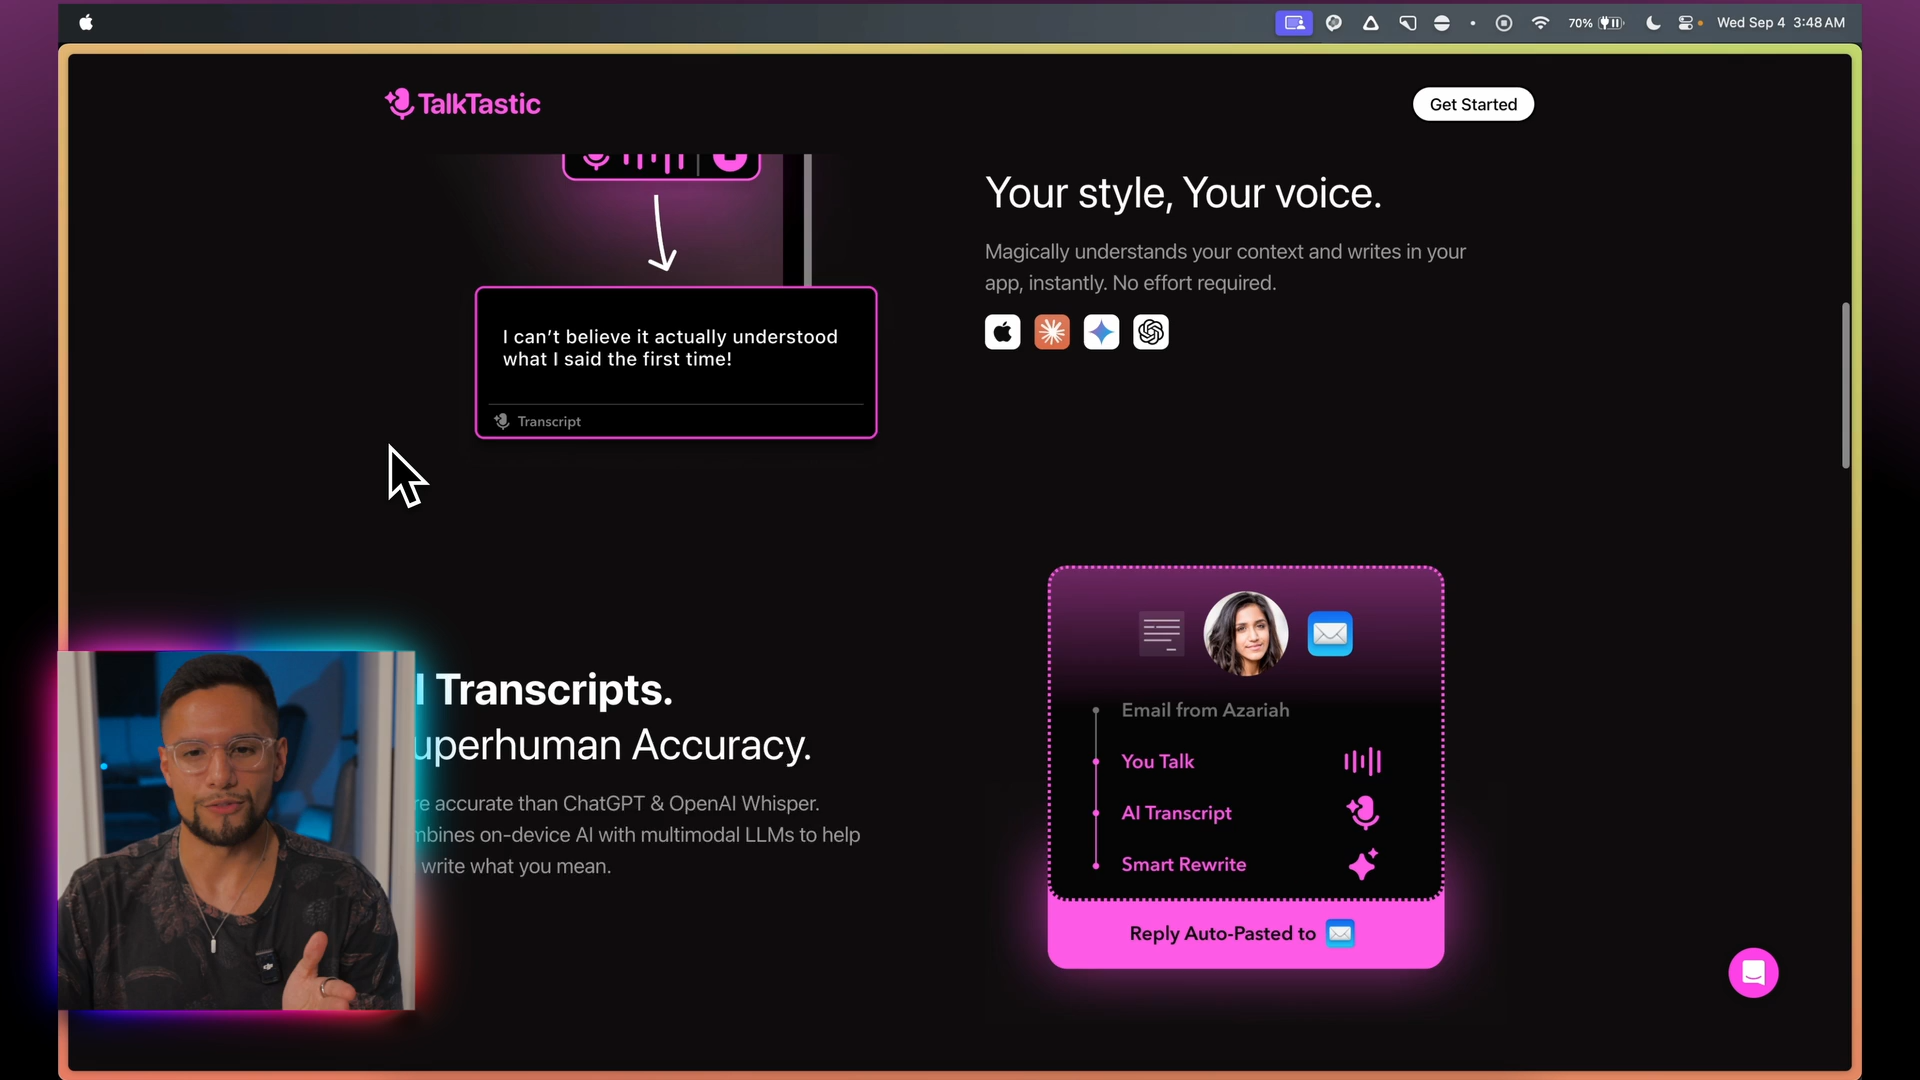 70%
Wed Sep 4 3:48 AM
TalkTastic
Get Started
Your style, Your voice.
Magically understands your context and writes in your
app, instantly. No effort required.
I can’t believe it actually understood
what I said the first time!
Transcript
Transcripts.
uperhuman Accuracy.
re accurate than ChatGPT & OpenAI Whisper.
mbines on-device AI with multimodal LLMs to help
write what you mean.
Email from Azariah
You Talk
AI Transcript
Smart Rewrite
Reply Auto-Pasted to